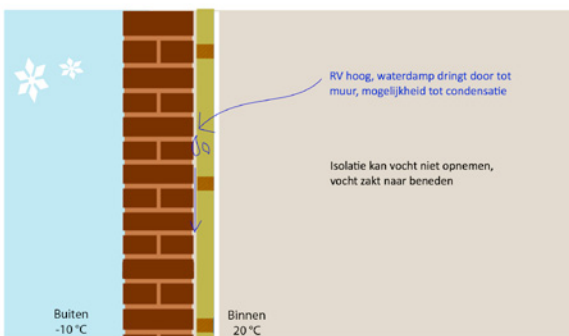 RV hoog, waterdamp dringt door tot
muur, mogelijkheid tot condensatie
Isolatie kan vocht niet opnemen,
vocht zakt naar beneden
Buiten
-10 °C
Binnen
20 °C